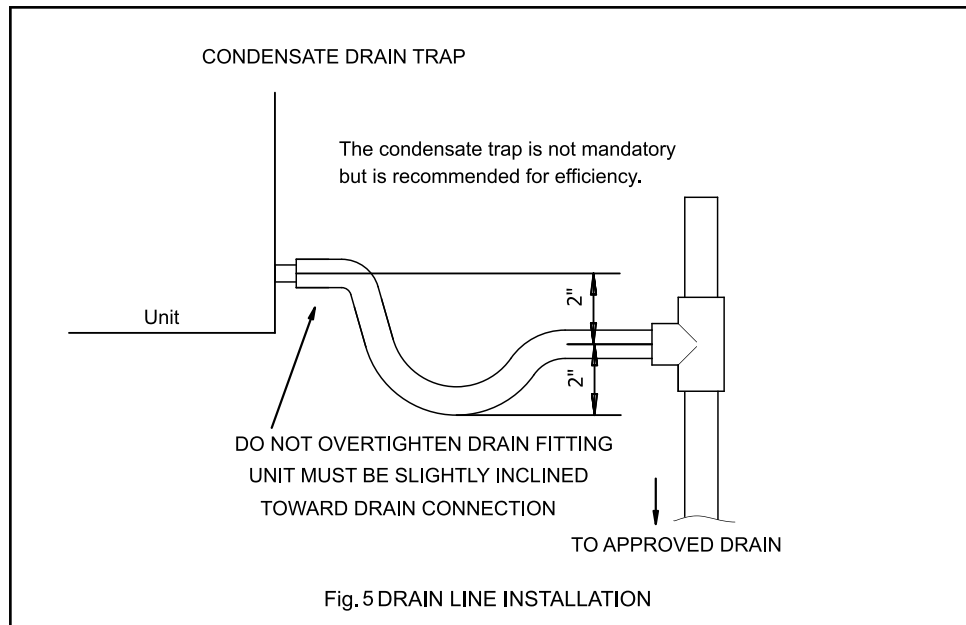 CONDENSATE DRAIN TRAP
The condensate trap is not mandatory
but is recommended for efficiency.
2"
Unit
2"
DO NOT OVERTIGHTEN DRAIN FITTING
UNIT MUST BE SLIGHTLY INCLINED
TOWARD DRAIN CONNECTION
TO APPROVED DRAIN
Fig. 5 DRAIN LINE INSTALLATION